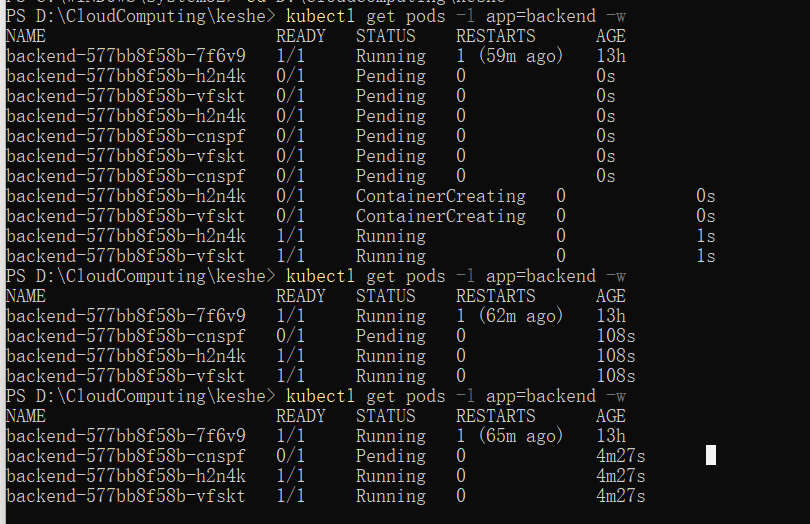 PS D:\CloudComputing\keshe> kubectl get pods -l app=backend -w
NAME READY STATUS RESTARTS AGE
backend-577bb8f58b-7f6v9 1/1 Running 1 (59m ago) 13h
backend-577bb8f58b-h2n4k 0/1 Pending 0 0s
backend-577bb8f58b-vfskt 0/1 Pending 0 0s
backend-577bb8f58b-h2n4k 0/1 Pending 0 0s
backend-577bb8f58b-cnspf 0/1 Pending 0 0s
backend-577bb8f58b-vfskt 0/1 Pending 0 0s
backend-577bb8f58b-cnspf 0/1 Pending 0 0s
backend-577bb8f58b-h2n4k 0/1 ContainerCreating 0 0s
backend-577bb8f58b-vfskt 0/1 ContainerCreating 0 0s
backend-577bb8f58b-h2n4k 1/1 Running 0 1s
backend-577bb8f58b-vfskt 1/1 Running 0 1s
PS D:\CloudComputing\keshe> kubectl get pods -l app=backend -w
NAME READY STATUS RESTARTS AGE
backend-577bb8f58b-7f6v9 1/1 Running 1 (62m ago) 13h
backend-577bb8f58b-cnspf 0/1 Pending 0 108s
backend-577bb8f58b-h2n4k 1/1 Running 0 108s
backend-577bb8f58b-vfskt 1/1 Running 0 108s
PS D:\CloudComputing\keshe> kubectl get pods -l app=backend -w
NAME READY STATUS RESTARTS AGE
backend-577bb8f58b-7f6v9 1/1 Running 1 (65m ago) 13h
backend-577bb8f58b-cnspf 0/1 Pending 0 4m27s
backend-577bb8f58b-h2n4k 1/1 Running 0 4m27s
backend-577bb8f58b-vfskt 1/1 Running 0 4m27s